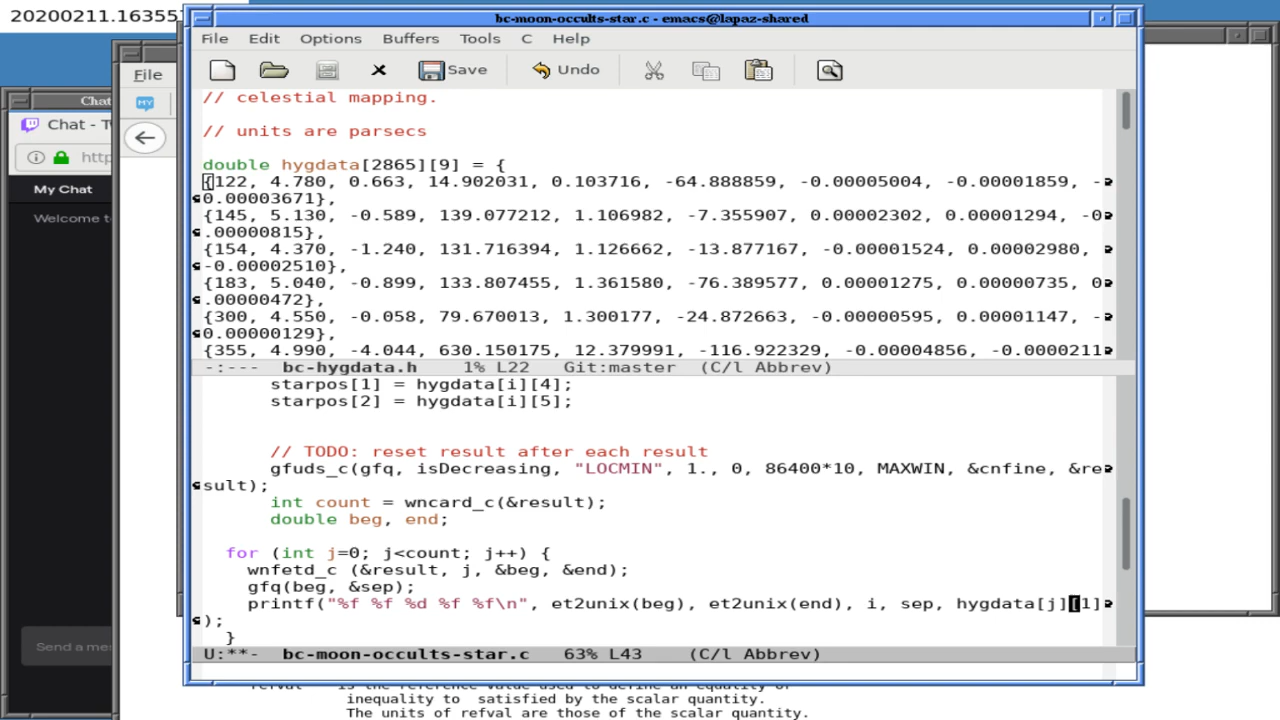 20200211.16355
bc-moon-occults-star.c - emacs@lapaz-shared
File Edit Options Buffers Tools C Help
Save Undo
File
Chat
Chat - Tw
http
My Chat
Welcome t
Send a me
// celestial mapping.
// units are parsecs
double hygdata[2865][9] = {
{122, 4.780, 0.663, 14.902031, 0.103716, -64.888859, -0.00005004, -0.00001859, -
0.00003671},
{145, 5.130, -0.589, 139.077212, 1.106982, -7.355907, 0.00002302, 0.00001294, -0
.00000815},
{154, 4.370, -1.240, 131.716394, 1.126662, -13.877167, -0.00001524, 0.00002980,
-0.00002510},
{183, 5.040, -0.899, 133.807455, 1.361580, -76.389577, 0.00001275, 0.00000735, 0
.00000472},
{300, 4.550, -0.058, 79.670013, 1.300177, -24.872663, -0.00000595, 0.00001147, -
0.00000129},
{355, 4.990, -4.044, 630.150175, 12.379991, -116.922329, -0.00004856, -0.0000211
-:--- bc-hygdata.h 1% L22 Git:master (C/l Abbrev)
starpos[1] = hygdata[i][4];
starpos[2] = hygdata[i][5];
// TODO: reset result after each result
gfuds_c(gfq, isDecreasing, "LOCMIN", 1., 0, 86400*10, MAXWIN, &cnfine, &re
sult);
int count = wncard_c(&result);
double beg, end;
for (int j=0; j<count; j++) {
wnfetd_c (&result, j, &beg, &end);
gfq(beg, &sep);
printf("%f %f %d %f %f\n", et2unix(beg), et2unix(end), i, sep, hygdata[j][1]
);
}
U:**- bc-moon-occults-star.c 63% L43 (C/l Abbrev)
refval is the reference value used to define an equality or
inequality to satisfied by the scalar quantity.
The units of refval are those of the scalar quantity.